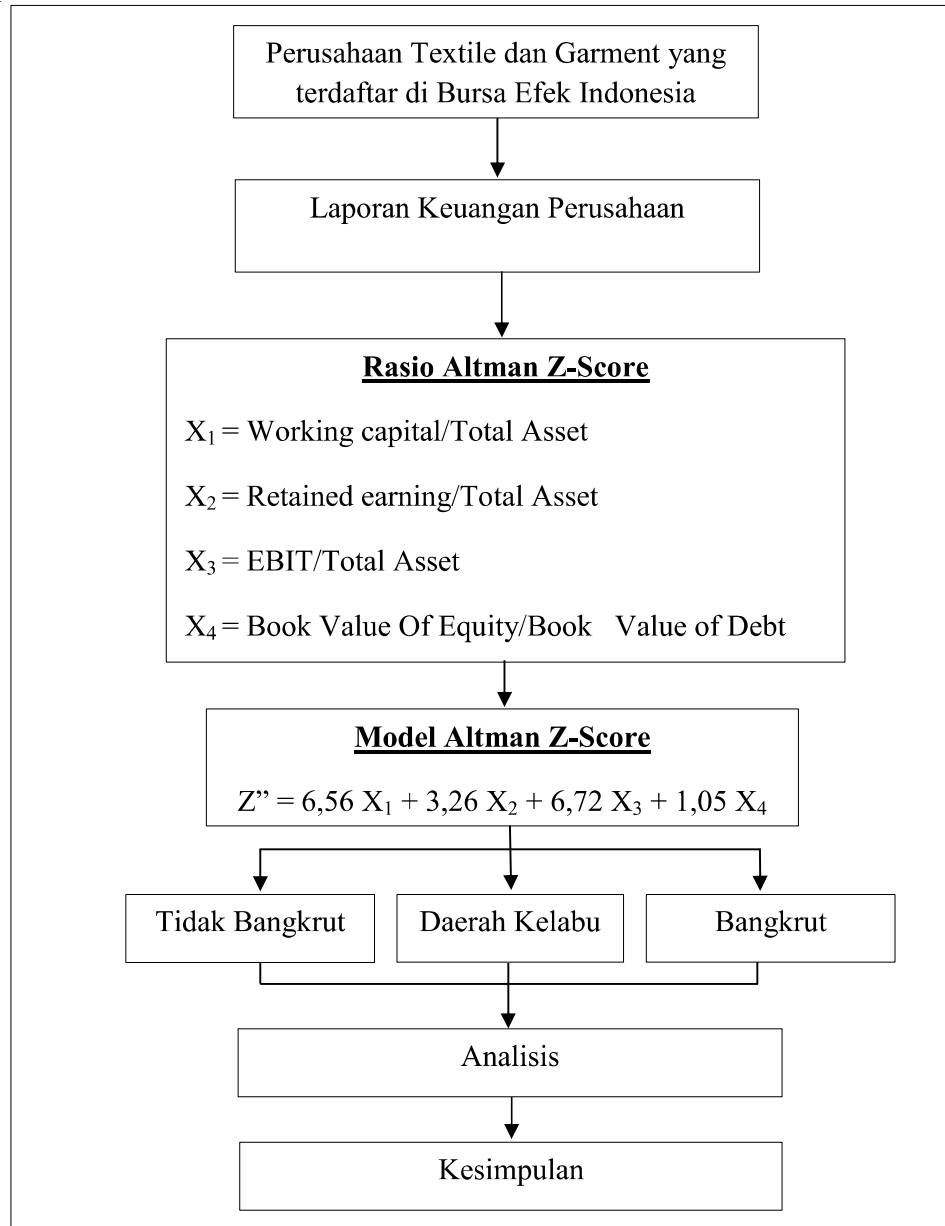 Perusahaan Textile dan Garment yang
terdaftar di Bursa Efek Indonesia
Laporan Keuangan Perusahaan
Rasio Altman Z-Score
X₁ = Working capital/Total Asset
X₂ = Retained earning/Total Asset
X₃ = EBIT/Total Asset
X₄ = Book Value Of Equity/Book Value of Debt
Model Altman Z-Score
Z” = 6,56 X₁ + 3,26 X₂ + 6,72 X₃ + 1,05 X₄
Tidak Bangkrut
Daerah Kelabu
Bangkrut
Analisis
Kesimpulan